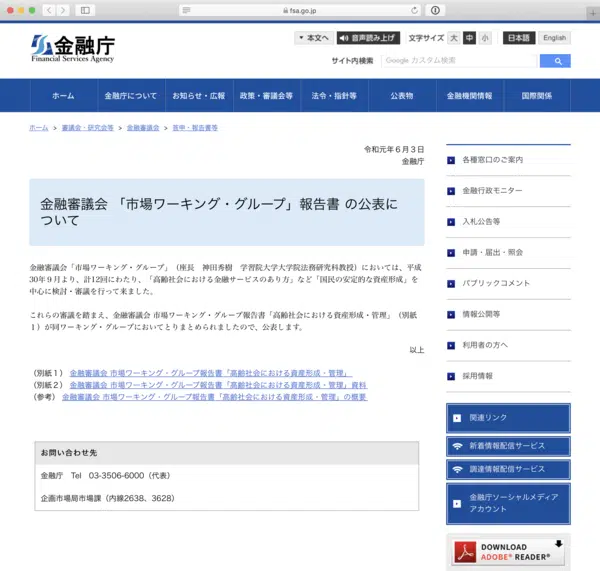 fsa.go.jp
金融庁
Financial Services Agency
本文へ
音声読み上げ
文字サイズ 大 中 小
日本語
English
サイト内検索
Google カスタム検索
ホーム 金融庁について お知らせ・広報 政策・審議会等 法令・指針等 公表物 金融機関情報 国際関係
ホーム > 審議会・研究会等 > 金融審議会 > 答申・報告書等
令和元年６月３日
金融庁
金融審議会 「市場ワーキング・グループ」報告書 の公表に
ついて
金融審議会「市場ワーキング・グループ」（座長　神田秀樹　学習院大学大学院法務研究科教授）においては、平成
30年９月より、計12回にわたり、「高齢社会における金融サービスのあり方」など「国民の安定的な資産形成」を
中心に検討・審議を行って来ました。
これらの審議を踏まえ、金融審議会 市場ワーキング・グループ報告書「高齢社会における資産形成・管理」（別紙
１）が同ワーキング・グループにおいてとりまとめられましたので、公表します。
以上
（別紙１） 金融審議会 市場ワーキング・グループ報告書「高齢社会における資産形成・管理」
（別紙２） 金融審議会 市場ワーキング・グループ報告書「高齢社会における資産形成・管理」資料
（参考） 金融審議会 市場ワーキング・グループ報告書「高齢社会における資産形成・管理」の概要
お問い合わせ先
金融庁　Tel　03-3506-6000（代表）
企画市場局市場課（内線2638、3628）
各種窓口のご案内
金融行政モニター
入札公告等
申請・届出・照会
パブリックコメント
情報公開等
利用者の方へ
採用情報
関連リンク
新着情報配信サービス
調達情報配信サービス
金融庁ソーシャルメディア
アカウント
DOWNLOAD
ADOBE® READER®